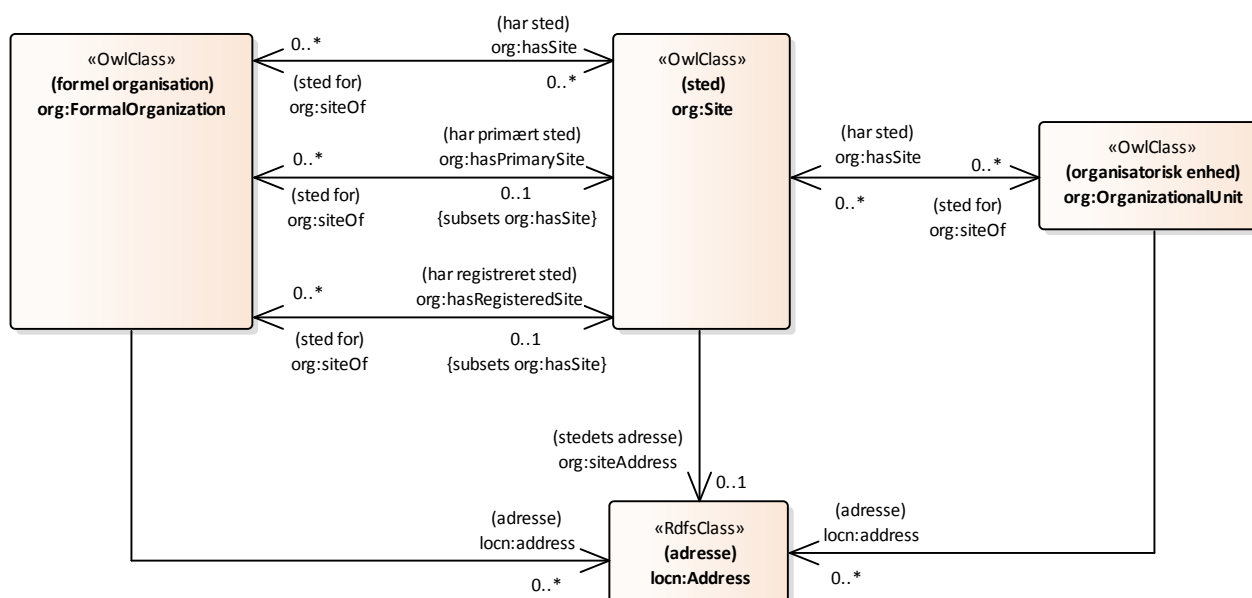 «OwlClass»
(formel organisation)
org:FormalOrganization
(har sted)
org:hasSite
0..*
0..*
(sted for)
org:siteOf
(har primært sted)
org:hasPrimarySite
0..*
0..1
{subsets org:hasSite}
(sted for)
org:siteOf
(har registreret sted)
org:hasRegisteredSite
0..*
0..1
{subsets org:hasSite}
(sted for)
org:siteOf
«OwlClass»
(sted)
org:Site
(har sted)
org:hasSite
0..*
0..*
(sted for)
org:siteOf
«OwlClass»
(organisatorisk enhed)
org:OrganizationalUnit
(stedets adresse)
org:siteAddress
0..1
(adresse)
locn:address
0..*
«RdfsClass»
(adresse)
locn:Address
(adresse)
locn:address
0..*